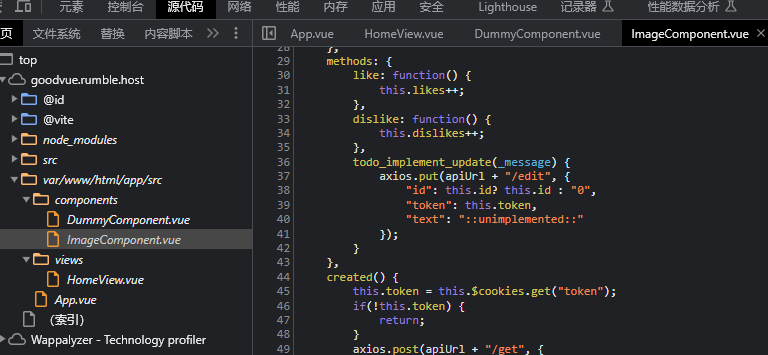 元素 控制台 源代码 网络 性能 内存 应用 安全 Lighthouse 记录器 性能数据分析
页 文件系统 替换 内容脚本 App.vue HomeView.vue DummyComponent.vue ImageComponent.vue
top
goodvue.rumble.host
@id
@vite
node_modules
src
var/www/html/app/src
components
DummyComponent.vue
ImageComponent.vue
views
HomeView.vue
App.vue
(索引)
Wappalyzer - Technology profiler
28 },
29 methods: {
30 like: function() {
31 this.likes++;
32 },
33 dislike: function() {
34 this.dislikes++;
35 },
36 todo_implement_update(_message) {
37 axios.put(apiUrl + "/edit", {
38 "id": this.id? this.id : "0",
39 "token": this.token,
40 "text": "::unimplemented::"
41 });
42 }
43 },
44 created() {
45 this.token = this.$cookies.get("token");
46 if(!this.token) {
47 return;
48 }
49 axios.post(apiUrl + "/get", {